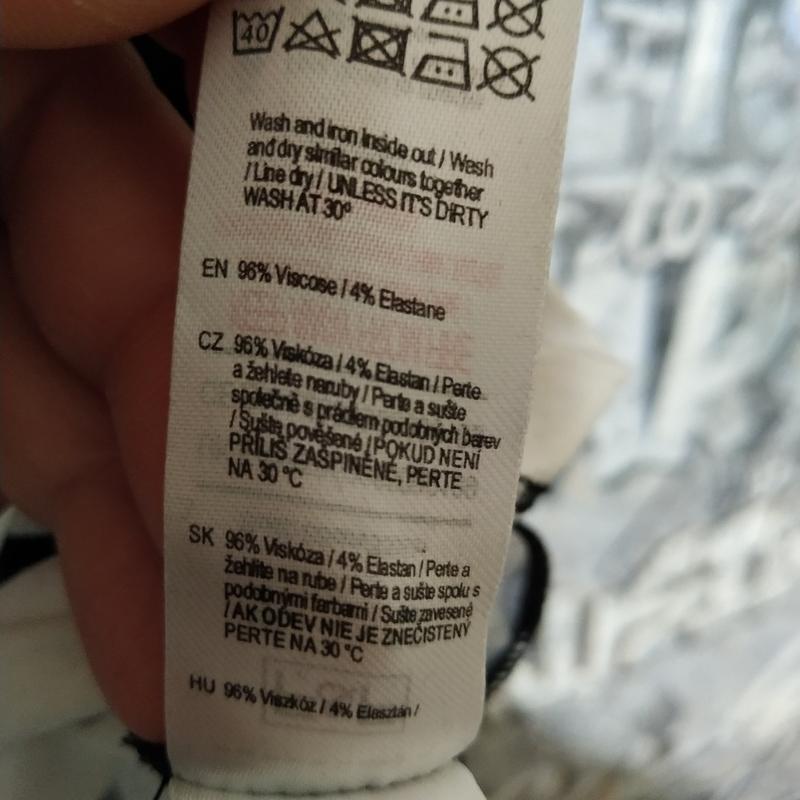 40
Wash and iron inside out / Wash
and dry similar colours together
/ Line dry / UNLESS IT'S DIRTY
WASH AT 30º
EN 96% Viscose / 4% Elastane
CZ 96% Viskóza / 4% Elastan / Perte
a žehlete naruby / Perte a sušte
společně s prádlem podobných barev
/ Sušte pověšené / POKUD NENÍ
PŘÍLIŠ ZAŠPINĚNÉ, PERTE
NA 30 °C
SK 96% Viskóza / 4% Elastan / Perte a
žehlite na rube / Perte a sušte spolu s
podobnými farbami / Sušte zavesené
/ AK ODEV NIE JE ZNEČISTENÝ
PERTE NA 30 °C
HU 96% Viszkóz / 4% Elasztán /